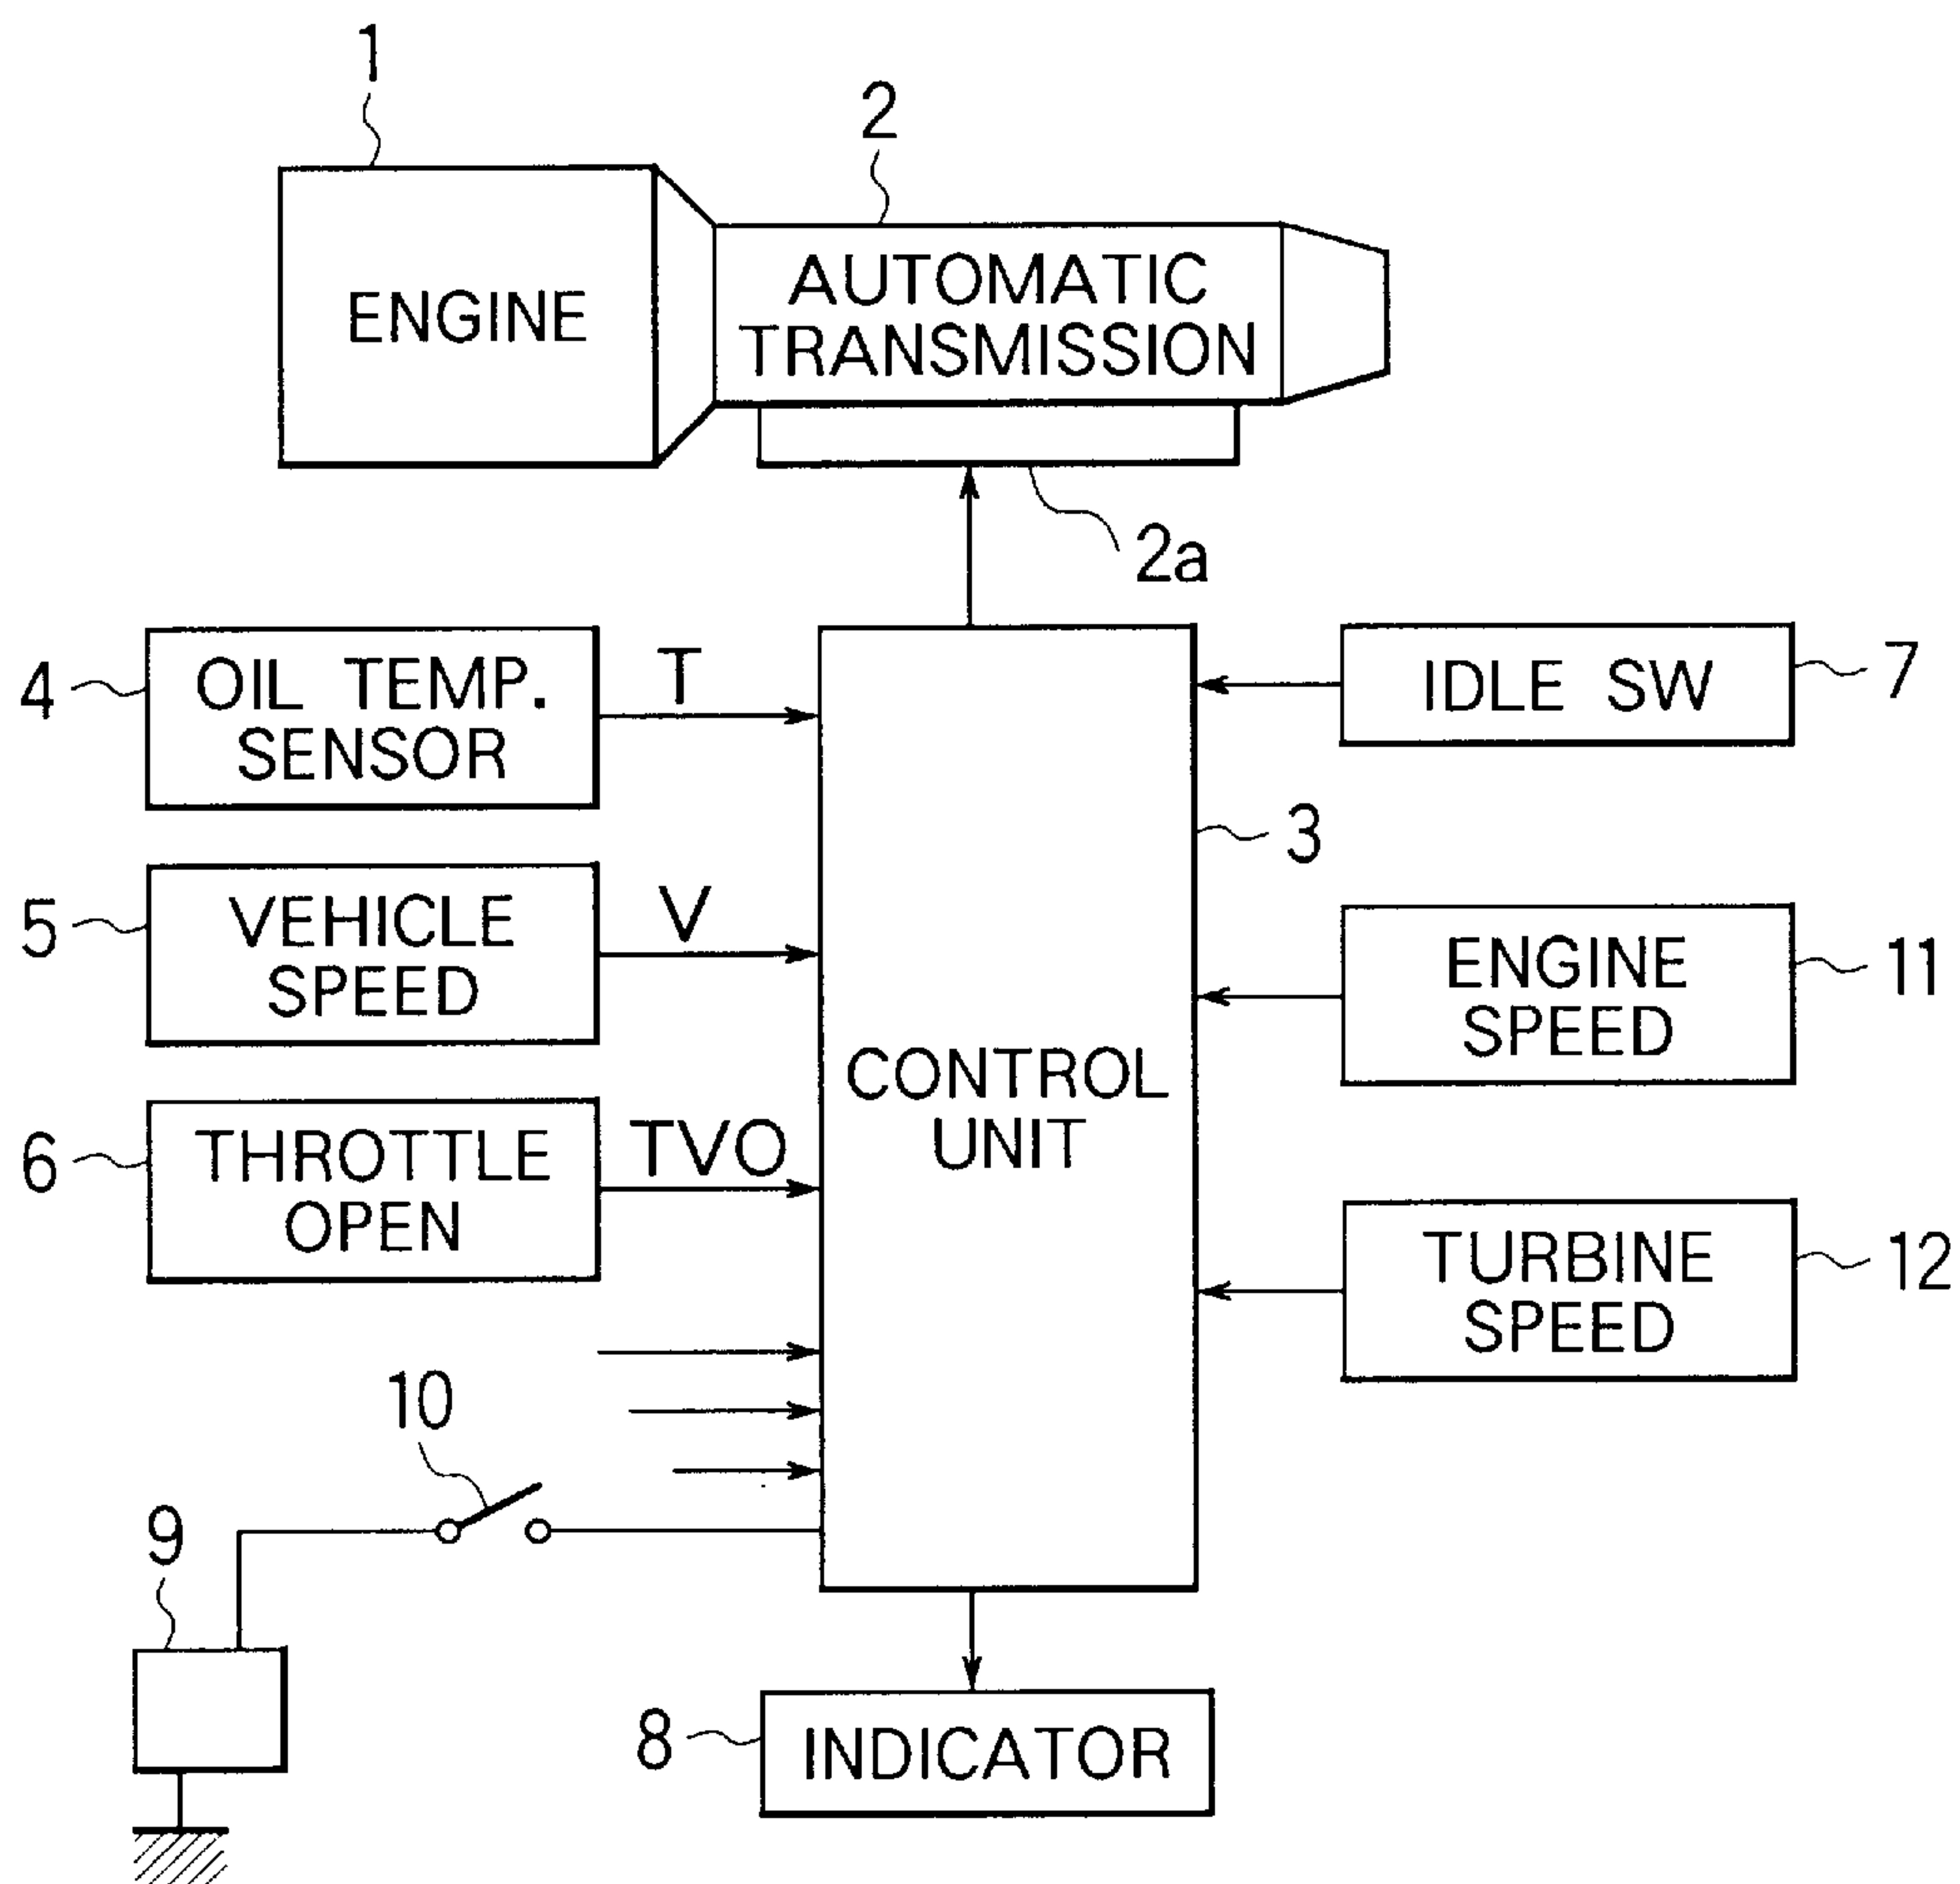 1
2
ENGINE
AUTOMATIC
TRANSMISSION
2a
4
OIL TEMP.
SENSOR
T
IDLE SW
7
3
5
VEHICLE
SPEED
V
ENGINE
SPEED
11
CONTROL
UNIT
6
THROTTLE
OPEN
TVO
TURBINE
SPEED
12
10
9
8
INDICATOR